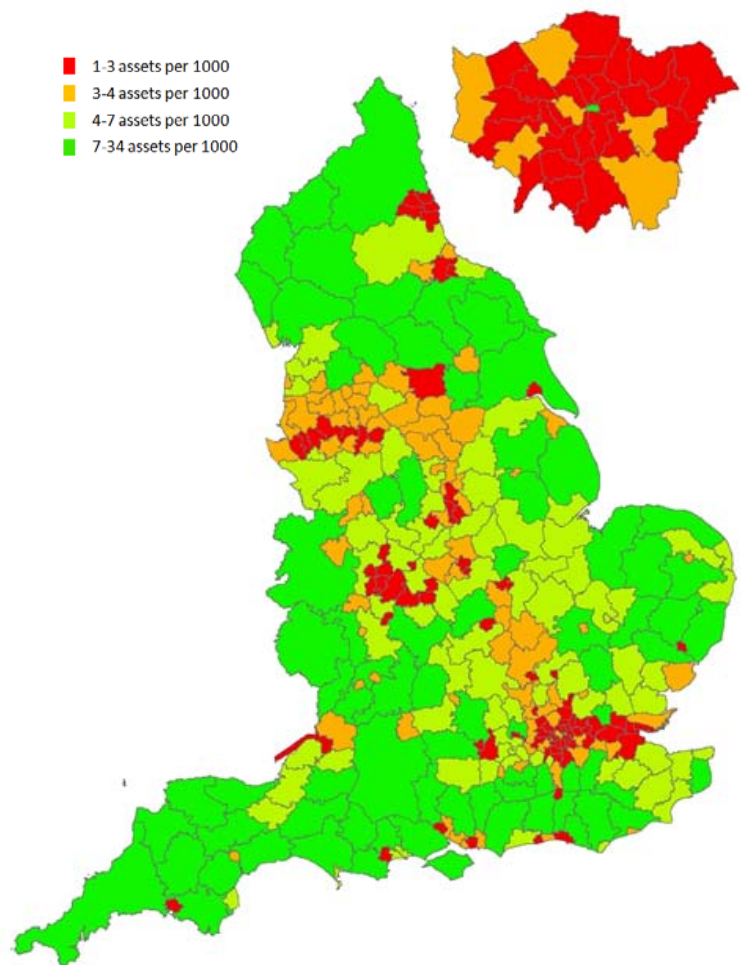 1-3 assets per 1000
3-4 assets per 1000
4-7 assets per 1000
7-34 assets per 1000